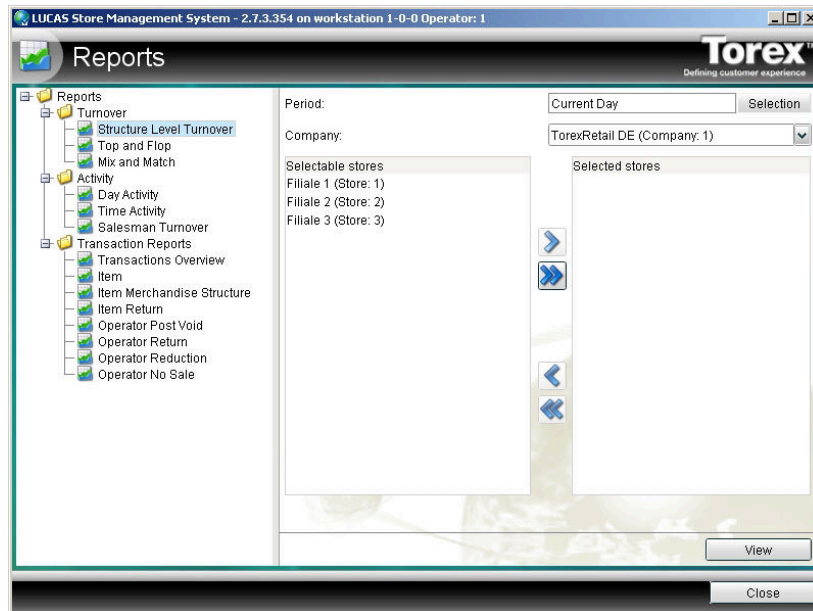 LUCAS Store Management System - 2.7.3.354 on workstation 1-0-0 Operator: 1
Reports
Torex™
Defining customer experience
Reports
Turnover
Structure Level Turnover
Top and Flop
Mix and Match
Activity
Day Activity
Time Activity
Salesman Turnover
Transaction Reports
Transactions Overview
Item
Item Merchandise Structure
Item Return
Operator Post Void
Operator Return
Operator Reduction
Operator No Sale
Period:
Current Day
Selection
Company:
TorexRetail DE (Company: 1)
Selectable stores
Filiale 1 (Store: 1)
Filiale 2 (Store: 2)
Filiale 3 (Store: 3)
Selected stores
View
Close